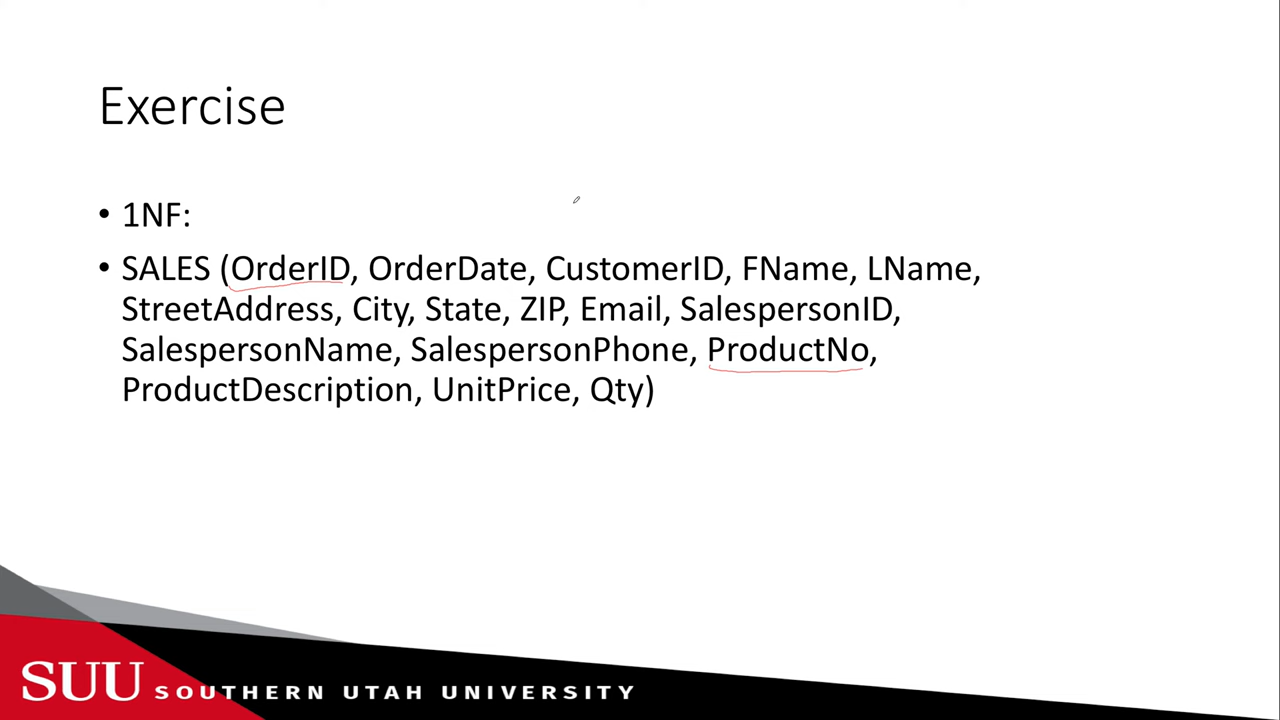 Exercise
• 1NF:
• SALES (OrderID, OrderDate, CustomerID, FName, LName,
StreetAddress, City, State, ZIP, Email, SalespersonID,
SalespersonName, SalespersonPhone, ProductNo,
ProductDescription, UnitPrice, Qty)
SUU SOUTHERN UTAH UNIVERSITY